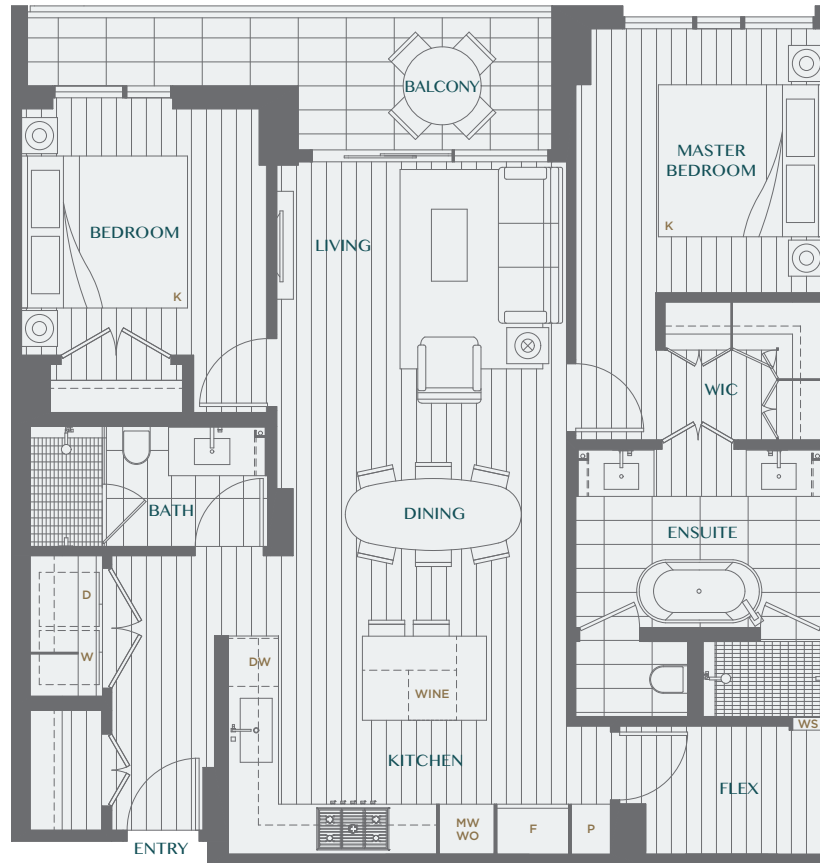 BALCONY
MASTER
BEDROOM
K
BEDROOM
K
LIVING
WIC
BATH
DINING
ENSUITE
D
W
DW
WINE
WS
KITCHEN
FLEX
MW
WO
F
P
ENTRY